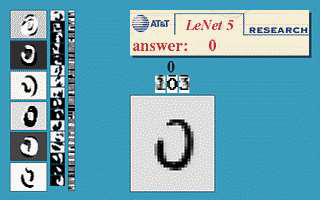 AT&T LeNet 5 RESEARCH
answer: 0
0
103